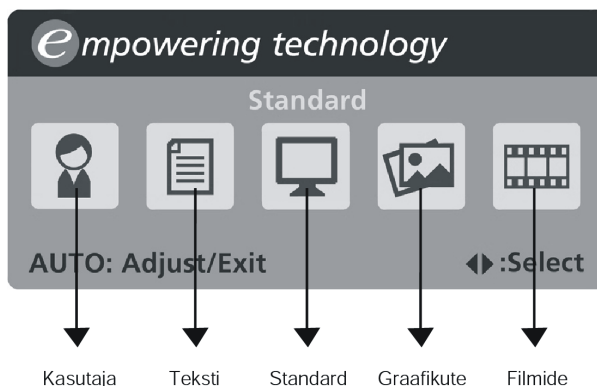 empowering technology
Standard
AUTO: Adjust/Exit :Select
Kasutaja Teksti Standard Graafikute Filmide